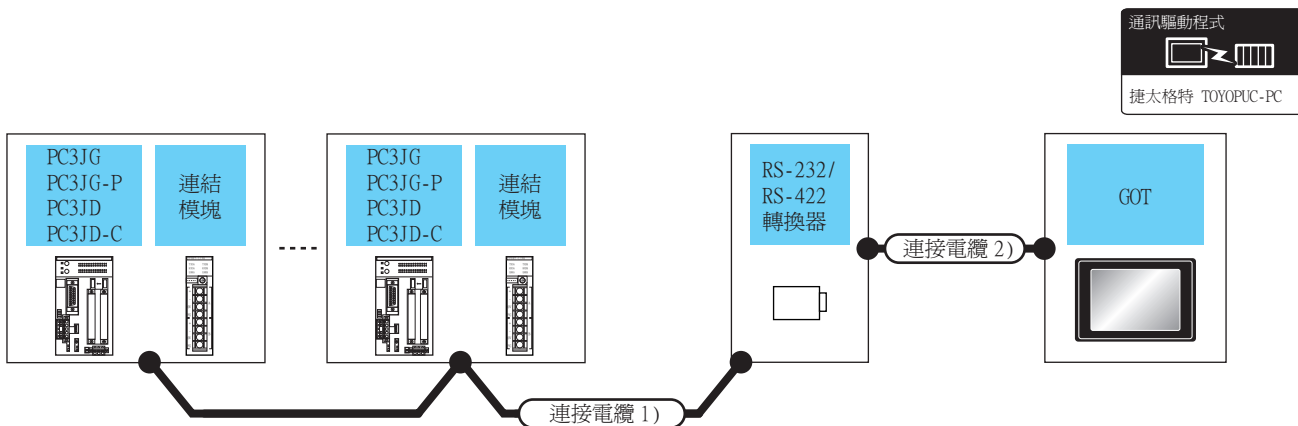 通訊驅動程式
捷太格特 TOYOPUC-PC
PC3JG
PC3JG-P
PC3JD
PC3JD-C
連結
模塊
PC3JG
PC3JG-P
PC3JD
PC3JD-C
連結
模塊
RS-232/
RS-422
轉換器
GOT
連接電纜 2)
連接電纜 1)